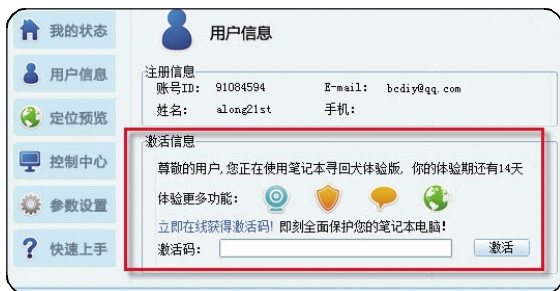 我的状态
用户信息
定位预览
控制中心
参数设置
快速上手
用户信息
注册信息
账号ID: 91084594 E-mail: bcdiy@qq.com
姓名: along21st 手机:
激活信息
尊敬的用户,您正在使用笔记本寻回犬体验版, 你的体验期还有14天
体验更多功能:
立即在线获得激活码! 即刻全面保护您的笔记本电脑!
激活码: 激活